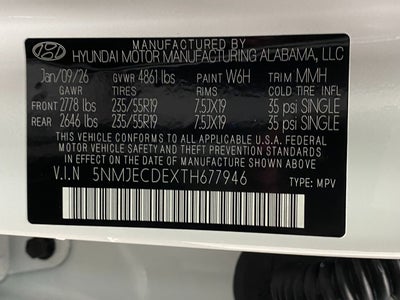 MANUFACTURED BY
HYUNDAI MOTOR MANUFACTURING ALABAMA, LLC
Jan/09/26 GVWR 4861 lbs PAINT W6H TRIM MMH
GAWR TIRES RIMS COLD TIRE INFL
FRONT 2778 lbs 235/55R19 7.5JX19 35 psi SINGLE
REAR 2646 lbs 235/55R19 7.5JX19 35 psi SINGLE
THIS VEHICLE CONFORMS TO ALL APPLICABLE U.S.A. FEDERAL
MOTOR VEHICLE SAFETY AND THEFT PREVENTION STANDARDS
IN EFFECT ON THE DATE OF MANUFACTURE SHOWN ABOVE.
V.I.N 5NMJECDEXTH677946 TYPE: MPV